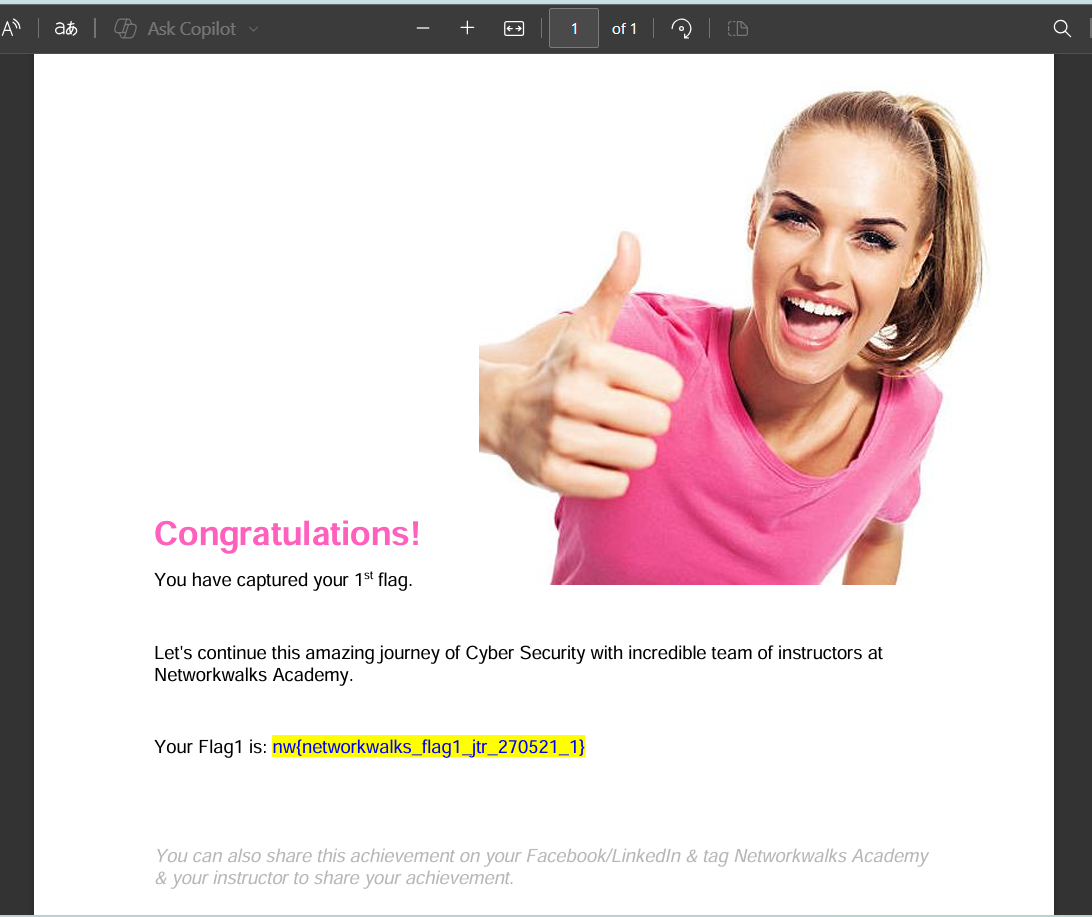 A
aあ
Ask Copilot
1
of 1
Congratulations!
You have captured your 1st flag.
Let's continue this amazing journey of Cyber Security with incredible team of instructors at
Networkwalks Academy.
Your Flag1 is: nw{networkwalks_flag1_jtr_270521_1}
You can also share this achievement on your Facebook/LinkedIn & tag Networkwalks Academy
& your instructor to share your achievement.